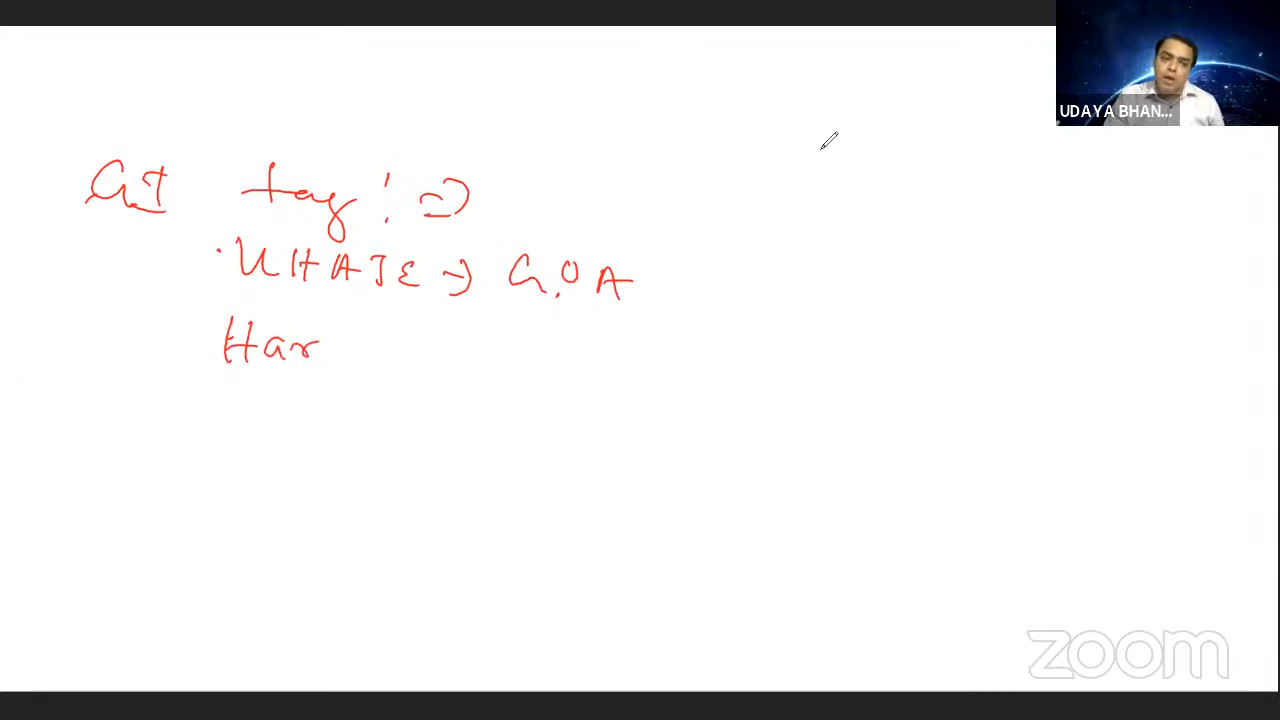 UDAYA BHAN...
GI tag! =>
UHAJE -> G.O A
Har
zoom